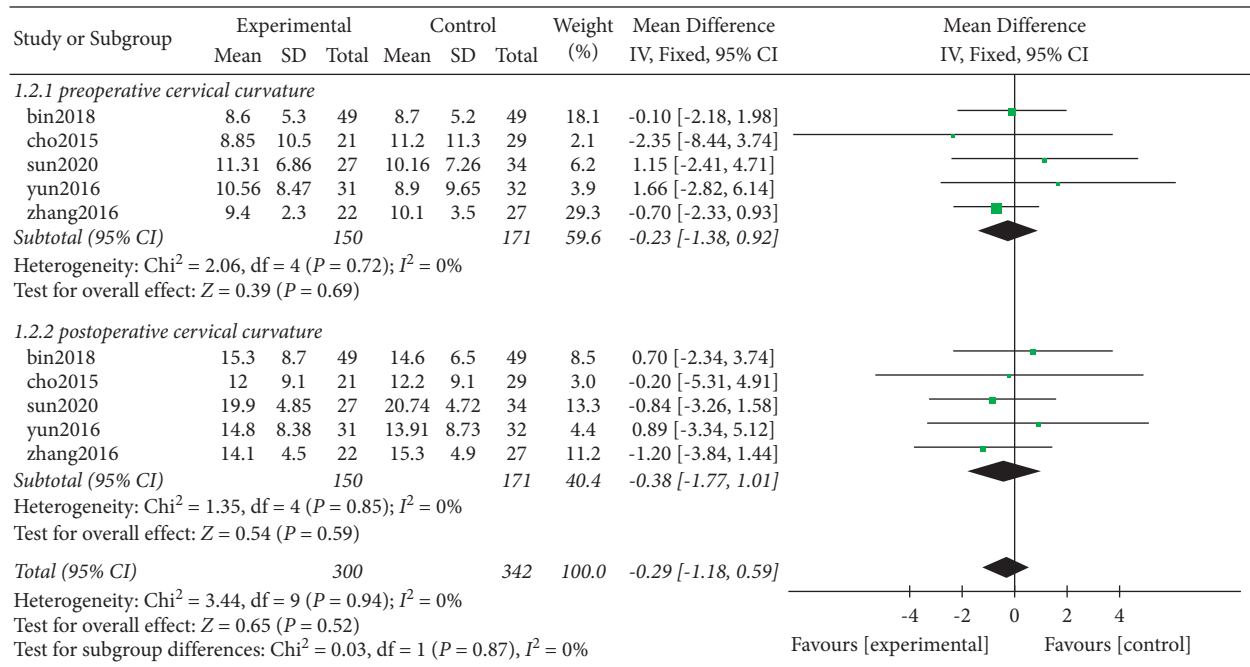 Study or Subgroup Experimental Control Weight (%) Mean Difference IV, Fixed, 95% CI Mean Difference IV, Fixed, 95% CI
Mean SD Total Mean SD Total
1.2.1 preoperative cervical curvature
bin2018 8.6 5.3 49 8.7 5.2 49 18.1 -0.10 [-2.18, 1.98]
cho2015 8.85 10.5 21 11.2 11.3 29 2.1 -2.35 [-8.44, 3.74]
sun2020 11.31 6.86 27 10.16 7.26 34 6.2 1.15 [-2.41, 4.71]
yun2016 10.56 8.47 31 8.9 9.65 32 3.9 1.66 [-2.82, 6.14]
zhang2016 9.4 2.3 22 10.1 3.5 27 29.3 -0.70 [-2.33, 0.93]
Subtotal (95% CI) 150 171 59.6 -0.23 [-1.38, 0.92]
Heterogeneity: Chi² = 2.06, df = 4 (P = 0.72); I² = 0%
Test for overall effect: Z = 0.39 (P = 0.69)
1.2.2 postoperative cervical curvature
bin2018 15.3 8.7 49 14.6 6.5 49 8.5 0.70 [-2.34, 3.74]
cho2015 12 9.1 21 12.2 9.1 29 3.0 -0.20 [-5.31, 4.91]
sun2020 19.9 4.85 27 20.74 4.72 34 13.3 -0.84 [-3.26, 1.58]
yun2016 14.8 8.38 31 13.91 8.73 32 4.4 0.89 [-3.34, 5.12]
zhang2016 14.1 4.5 22 15.3 4.9 27 11.2 -1.20 [-3.84, 1.44]
Subtotal (95% CI) 150 171 40.4 -0.38 [-1.77, 1.01]
Heterogeneity: Chi² = 1.35, df = 4 (P = 0.85); I² = 0%
Test for overall effect: Z = 0.54 (P = 0.59)
Total (95% CI) 300 342 100.0 -0.29 [-1.18, 0.59]
Heterogeneity: Chi² = 3.44, df = 9 (P = 0.94); I² = 0%
Test for overall effect: Z = 0.65 (P = 0.52)
Test for subgroup differences: Chi² = 0.03, df = 1 (P = 0.87), I² = 0%
-4 -2 0 2 4
Favours [experimental] Favours [control]